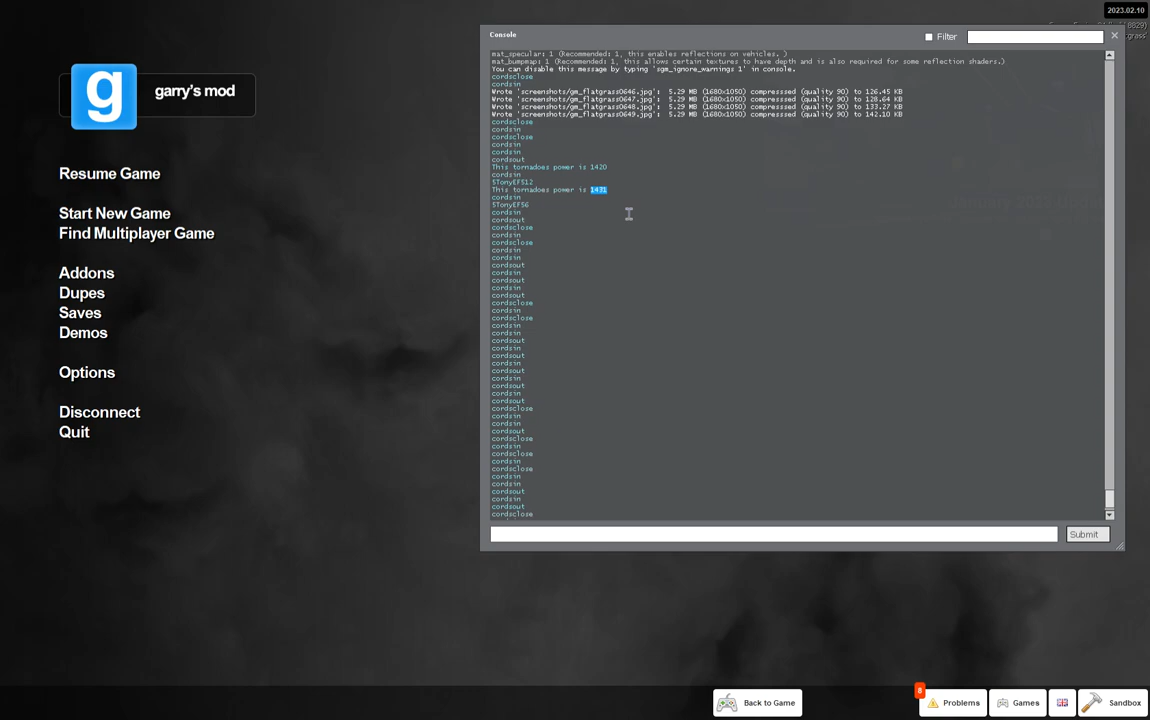 2023.02.10
Console
Filter
g garry's mod
mat_specular: 1 (Recommended: 1, this enables reflections on vehicles. )
mat_bumpmap: 1 (Recommended: 1, this allows certain textures to have depth and is also required for some reflection shaders.)
You can disable this message by typing 'sgm_ignore_warnings 1' in console.
cordsclose
cordsin
Wrote 'screenshots/gm_flatgrass0646.jpg': 5.29 MB (1680x1050) compresssed (quality 90) to 126.45 KB
Wrote 'screenshots/gm_flatgrass0647.jpg': 5.29 MB (1680x1050) compresssed (quality 90) to 128.64 KB
Wrote 'screenshots/gm_flatgrass0648.jpg': 5.29 MB (1680x1050) compresssed (quality 90) to 133.27 KB
Wrote 'screenshots/gm_flatgrass0649.jpg': 5.29 MB (1680x1050) compresssed (quality 90) to 142.10 KB
cordsclose
cordsin
cordsclose
cordsin
cordsin
cordsout
This tornadoes power is 1420
cordsin
STonyEF512
This tornadoes power is 1431
cordsin
STonyEF56
cordsin
cordsout
cordsclose
cordsin
cordsclose
cordsin
cordsin
cordsout
cordsin
cordsout
cordsin
cordsout
cordsclose
cordsin
cordsclose
cordsin
cordsin
cordsout
cordsin
cordsout
cordsin
cordsout
cordsin
cordsout
cordsin
cordsout
cordsclose
cordsin
cordsin
cordsout
cordsclose
cordsin
cordsclose
cordsin
cordsclose
cordsin
cordsin
cordsout
cordsin
cordsout
cordsclose
Submit
Resume Game
Start New Game
Find Multiplayer Game
Addons
Dupes
Saves
Demos
Options
Disconnect
Quit
January 2023 Update
Back to Game
8
Problems
Games
Sandbox